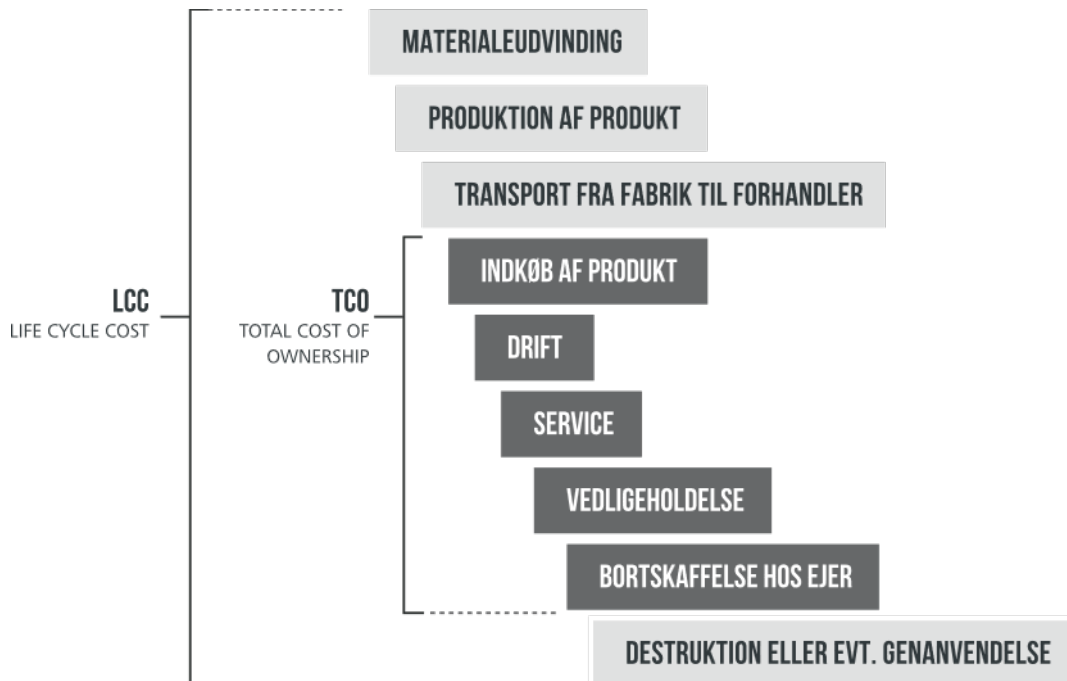 MATERIALEUDVINDING
PRODUKTION AF PRODUKT
TRANSPORT FRA FABRIK TIL FORHANDLER
INDKØB AF PRODUKT
LCC
LIFE CYCLE COST
TCO
TOTAL COST OF
OWNERSHIP
DRIFT
SERVICE
VEDLIGEHOLDELSE
BORTSKAFFELSE HOS EJER
DESTRUKTION ELLER EVT. GENANVENDELSE